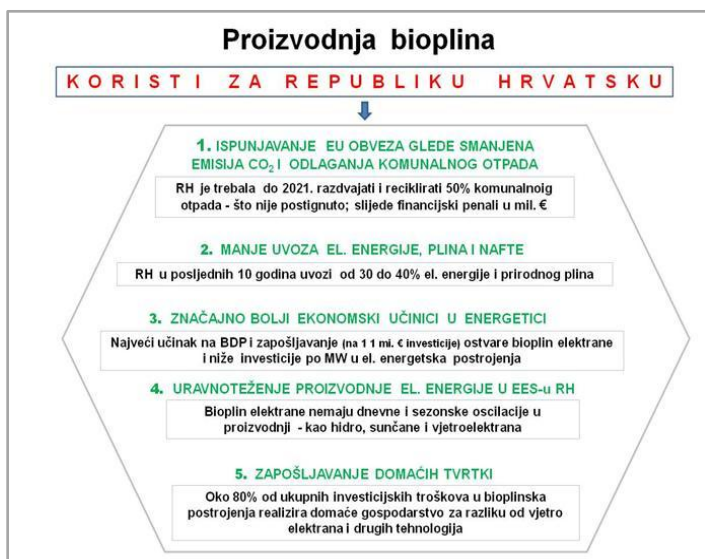 Proizvodnja bioplina
KORISTI ZA REPUBLIKU HRVATSKU
1. ISPUNJAVANJE EU OBVEZA GLEDE SMANJENA
EMISIJA CO₂ I ODLAGANJA KOMUNALNOG OTPADA
RH je trebala do 2021. razdvajati i reciklirati 50% komunalnoig
otpada - što nije postignuto; slijede financijski penali u mil. €
2. MANJE UVOZA EL. ENERGIJE, PLINA I NAFTE
RH u posljednih 10 godina uvozi od 30 do 40% el. energije i prirodnog plina
3. ZNAČAJNO BOLJI EKONOMSKI UČINICI U ENERGETICI
Najveći učinak na BDP i zapošljavanje (na 1 1 mi. € investicije) ostvare bioplin elektrane
i niže investicije po MW u el. energetska postrojenja
4. URAVNOTEŽENJE PROIZVODNJE EL. ENERGIJE U EES-u RH
Bioplin elektrane nemaju dnevne i sezonske oscilacije u
proizvodnji - kao hidro, sunčane i vjetroelektrana
5. ZAPOŠLJAVANJE DOMAĆIH TVRTKI
Oko 80% od ukupnih investicijskih troškova u bioplinska
postrojenja realizira domaće gospodarstvo za razliku od vjetro
elektrana i drugih tehnologija